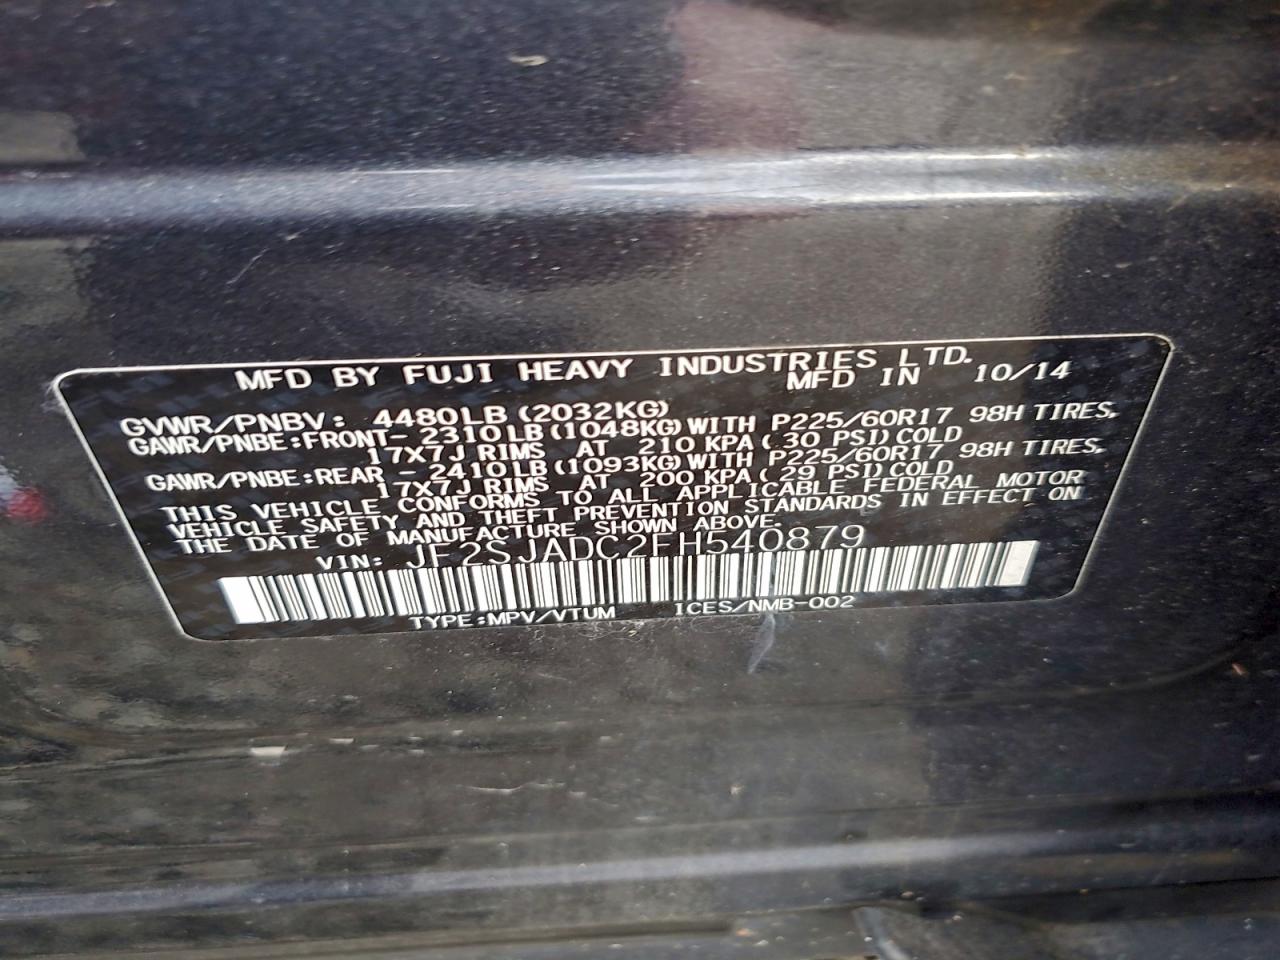 MFD BY FUJI HEAVY INDUSTRIES LTD.
MFD IN 10/14
GVWR/PNBV: 4480LB (2032KG)
GAWR/PNBE:FRONT- 2310LB(1048KG)WITH P225/60R17 98H TIRES,
17X7J RIMS AT 210 KPA ( 30 PSI)COLD
GAWR/PNBE:REAR - 2410LB(1093KG)WITH P225/60R17 98H TIRES.
17X7J RIMS AT 200 KPA ( 29 PSI)COLD
THIS VEHICLE CONFORMS TO ALL APPLICABLE FEDERAL MOTOR
VEHICLE SAFETY AND THEFT PREVENTION STANDARDS IN EFFECT ON
THE DATE OF MANUFACTURE SHOWN ABOVE.
VIN: JF2SJADC2FH540879
TYPE:MPV/VTUM ICES/NMB-002